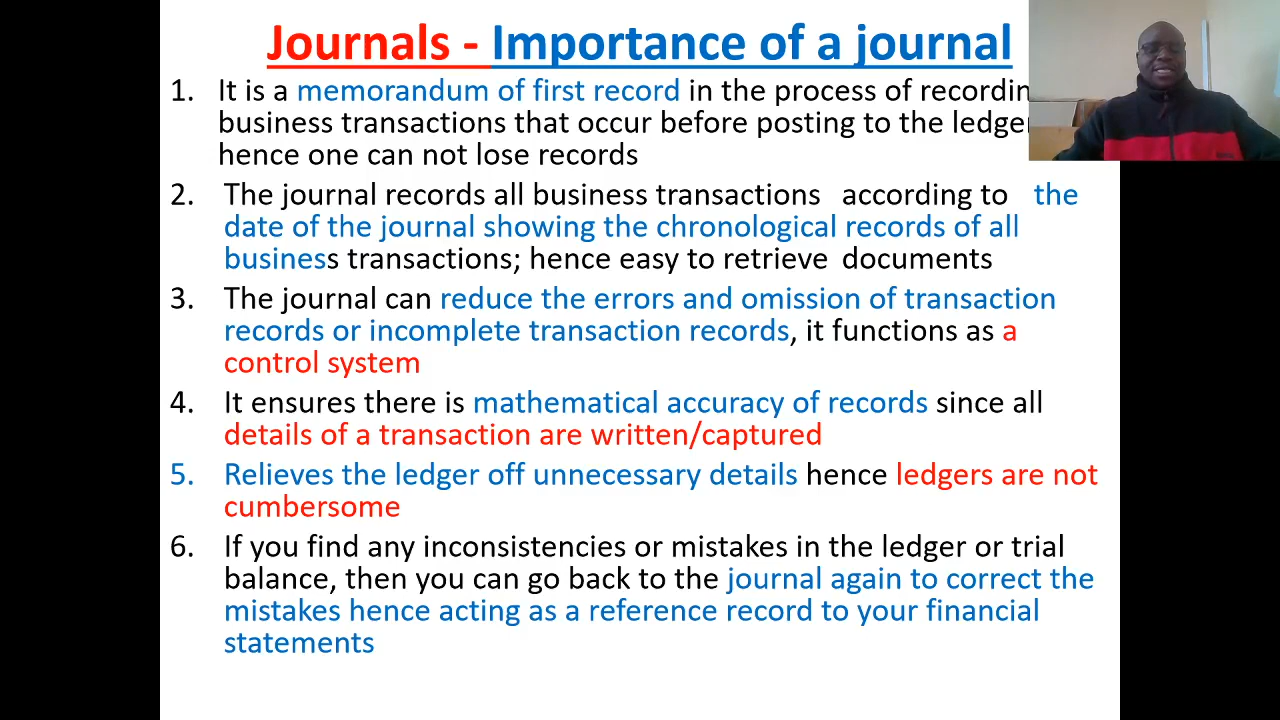 Journals - Importance of a journal
1. It is a memorandum of first record in the process of recordin
business transactions that occur before posting to the ledger
hence one can not lose records
2. The journal records all business transactions according to the
date of the journal showing the chronological records of all
business transactions; hence easy to retrieve documents
3. The journal can reduce the errors and omission of transaction
records or incomplete transaction records, it functions as a
control system
4. It ensures there is mathematical accuracy of records since all
details of a transaction are written/captured
5. Relieves the ledger off unnecessary details hence ledgers are not
cumbersome
6. If you find any inconsistencies or mistakes in the ledger or trial
balance, then you can go back to the journal again to correct the
mistakes hence acting as a reference record to your financial
statements